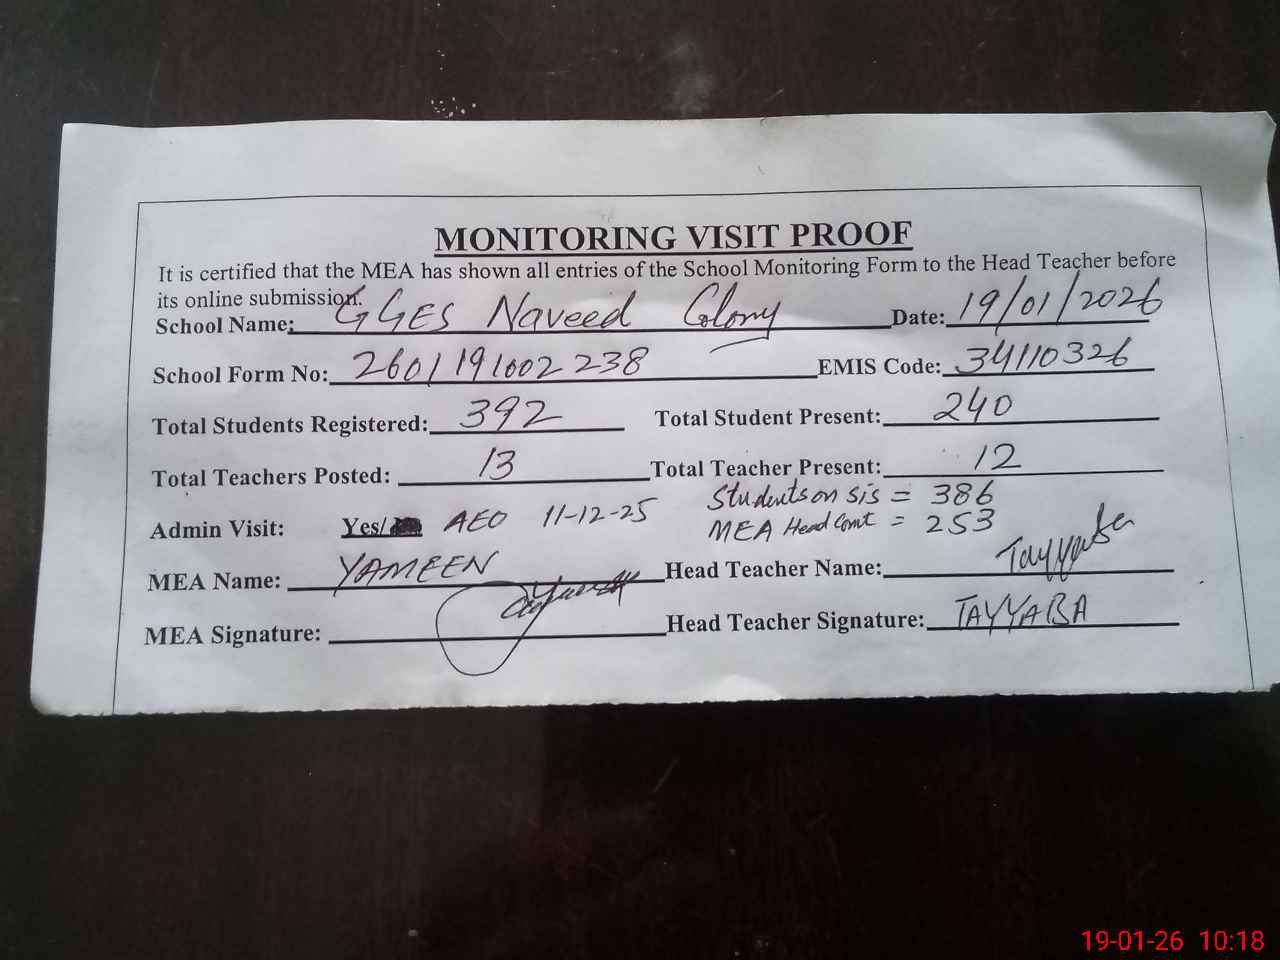 MONITORING VISIT PROOF
It is certified that the MEA has shown all entries of the School Monitoring Form to the Head Teacher before
its online submission.
School Name: GGES Naveed Colony Date: 19/01/2026
School Form No: 2601191002238 EMIS Code: 34110326
Total Students Registered: 392 Total Student Present: 240
Total Teachers Posted: 13 Total Teacher Present: 12
Students on sis = 386
Admin Visit: Yes/ AEO 11-12-25 MEA Head Count = 253
MEA Name: YAMEEN Head Teacher Name: Tayyaba
MEA Signature: Head Teacher Signature: TAYYABA
19-01-26 10:18